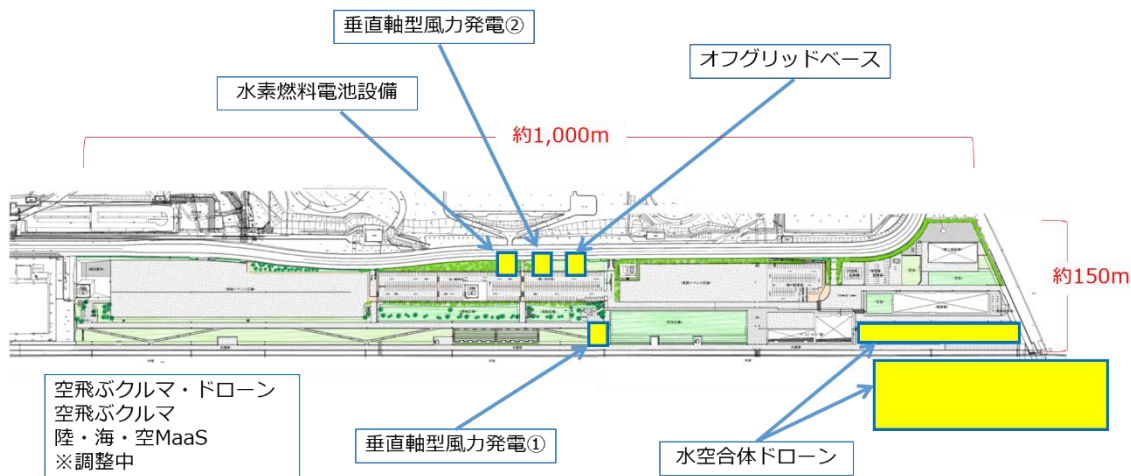 垂直軸型風力発電②
オフグリッドベース
水素燃料電池設備
約1,000m
約150m
空飛ぶクルマ・ドローン
空飛ぶクルマ
陸・海・空MaaS
※調整中
垂直軸型風力発電①
水空合体ドローン